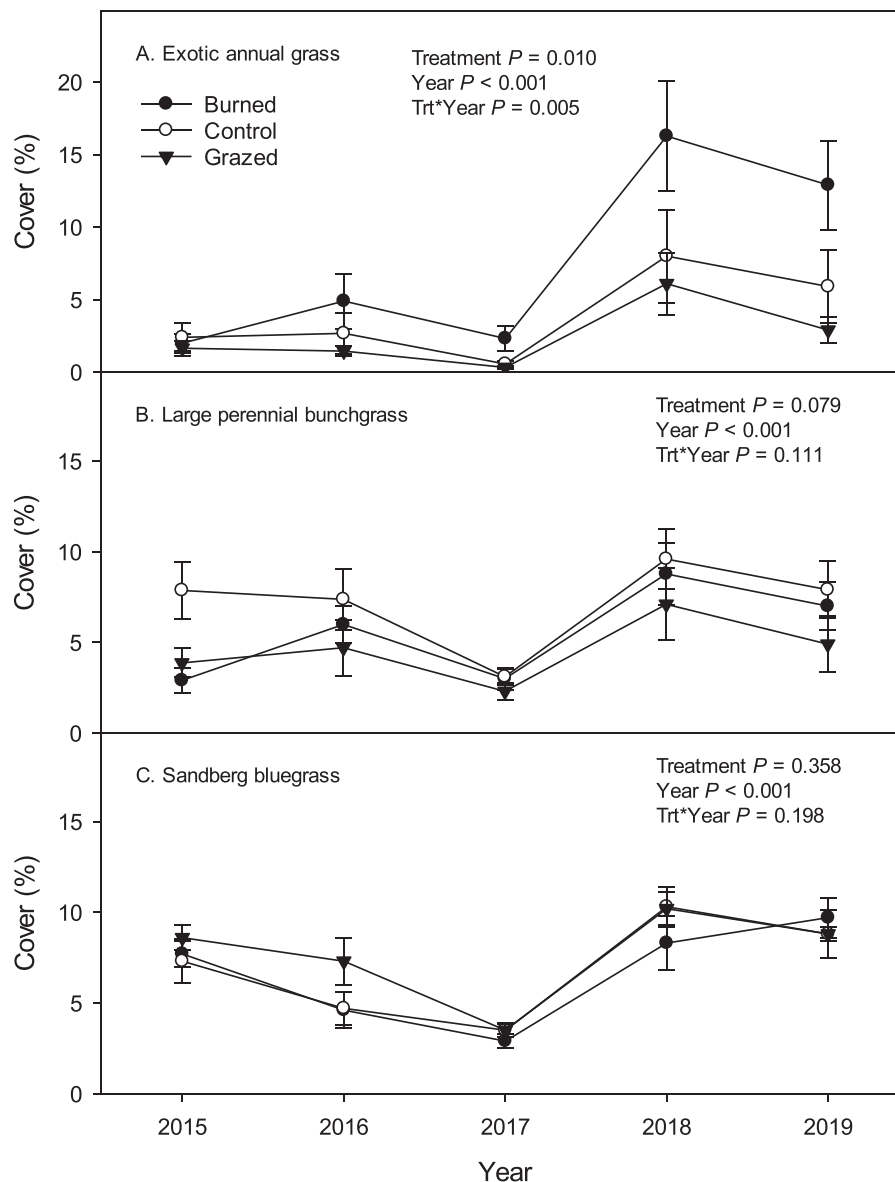 A. Exotic annual grass
Treatment P = 0.010
Year P < 0.001
Trt*Year P = 0.005
Burned
Control
Grazed
Cover (%)
20
15
10
5
0
B. Large perennial bunchgrass
Treatment P = 0.079
Year P < 0.001
Trt*Year P = 0.111
Cover (%)
15
10
5
0
C. Sandberg bluegrass
Treatment P = 0.358
Year P < 0.001
Trt*Year P = 0.198
Cover (%)
15
10
5
0
2015 2016 2017 2018 2019
Year